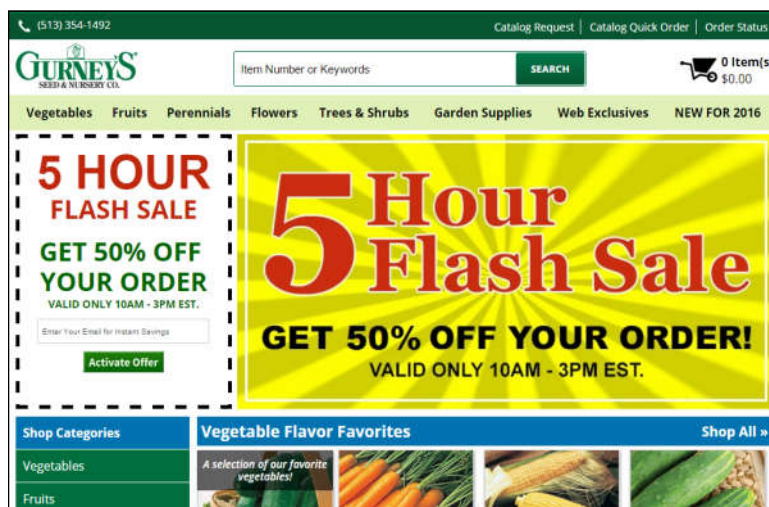 (513) 354-1492
Catalog Request | Catalog Quick Order | Order Status
GURNEY'S
SEED & NURSERY CO.
Item Number or Keywords
SEARCH
0 Item(s
$0.00
Vegetables Fruits Perennials Flowers Trees & Shrubs Garden Supplies Web Exclusives NEW FOR 2016
5 HOUR
FLASH SALE
GET 50% OFF
YOUR ORDER
VALID ONLY 10AM - 3PM EST.
Enter Your Email for Instant Savings
Activate Offer
5 Hour
Flash Sale
GET 50% OFF YOUR ORDER!
VALID ONLY 10AM - 3PM EST.
Shop Categories
Vegetables
Fruits
Vegetable Flavor Favorites
Shop All »
A selection of our favorite
vegetables!